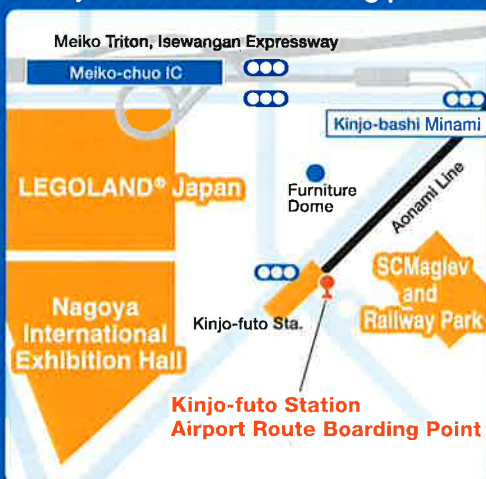 Meiko Triton, Isewangan Expressway
Meiko-chuo IC
Kinjo-bashi Minami
LEGOLAND® Japan
Furniture
Dome
Aonami Line
SCMaglev
and
Railway Park
Nagoya
International
Exhibition Hall
Kinjo-futo Sta.
Kinjo-futo Station
Airport Route Boarding Point